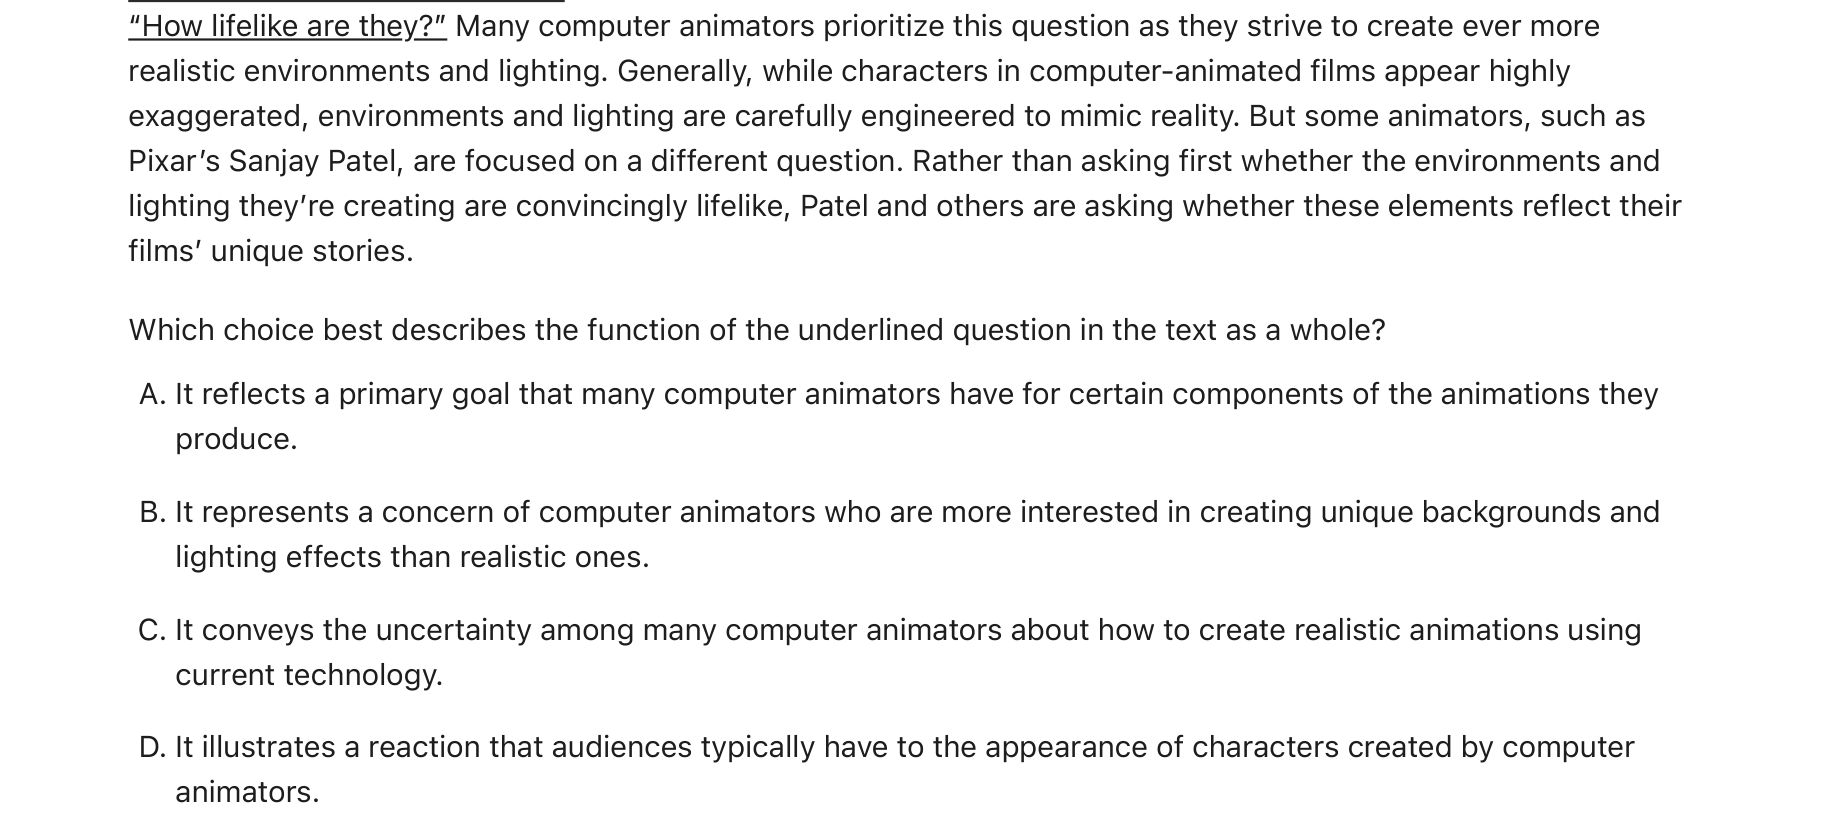 “How lifelike are they?” Many computer animators prioritize this question as they strive to create ever more
realistic environments and lighting. Generally, while characters in computer-animated films appear highly
exaggerated, environments and lighting are carefully engineered to mimic reality. But some animators, such as
Pixar’s Sanjay Patel, are focused on a different question. Rather than asking first whether the environments and
lighting they’re creating are convincingly lifelike, Patel and others are asking whether these elements reflect their
films’ unique stories.
Which choice best describes the function of the underlined question in the text as a whole?
A. It reflects a primary goal that many computer animators have for certain components of the animations they
produce.
B. It represents a concern of computer animators who are more interested in creating unique backgrounds and
lighting effects than realistic ones.
C. It conveys the uncertainty among many computer animators about how to create realistic animations using
current technology.
D. It illustrates a reaction that audiences typically have to the appearance of characters created by computer
animators.